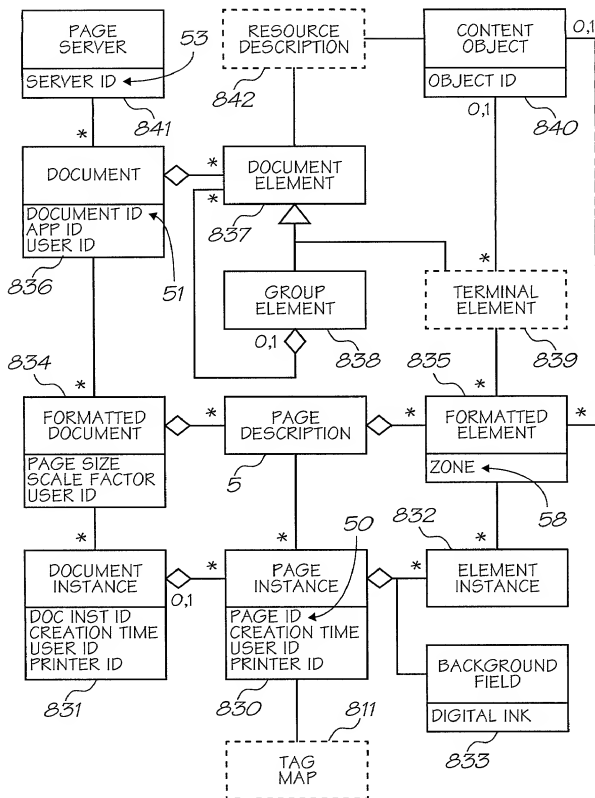 PAGE
SERVER
SERVER ID
53
841
*
RESOURCE
DESCRIPTION
842
CONTENT
OBJECT
OBJECT ID
0,1
0,1
840
DOCUMENT
DOCUMENT ID
APP ID
USER ID
836
51
*
*
DOCUMENT
ELEMENT
837
GROUP
ELEMENT
0,1
838
*
TERMINAL
ELEMENT
839
834
*
FORMATTED
DOCUMENT
PAGE SIZE
SCALE FACTOR
USER ID
*
PAGE
DESCRIPTION
5
*
835
*
FORMATTED
ELEMENT
*
ZONE
58
*
DOCUMENT
INSTANCE
0,1
DOC INST ID
CREATION TIME
USER ID
PRINTER ID
831
*
*
50
PAGE
INSTANCE
PAGE ID
CREATION TIME
USER ID
PRINTER ID
830
*
832
*
ELEMENT
INSTANCE
BACKGROUND
FIELD
DIGITAL INK
833
811
TAG
MAP